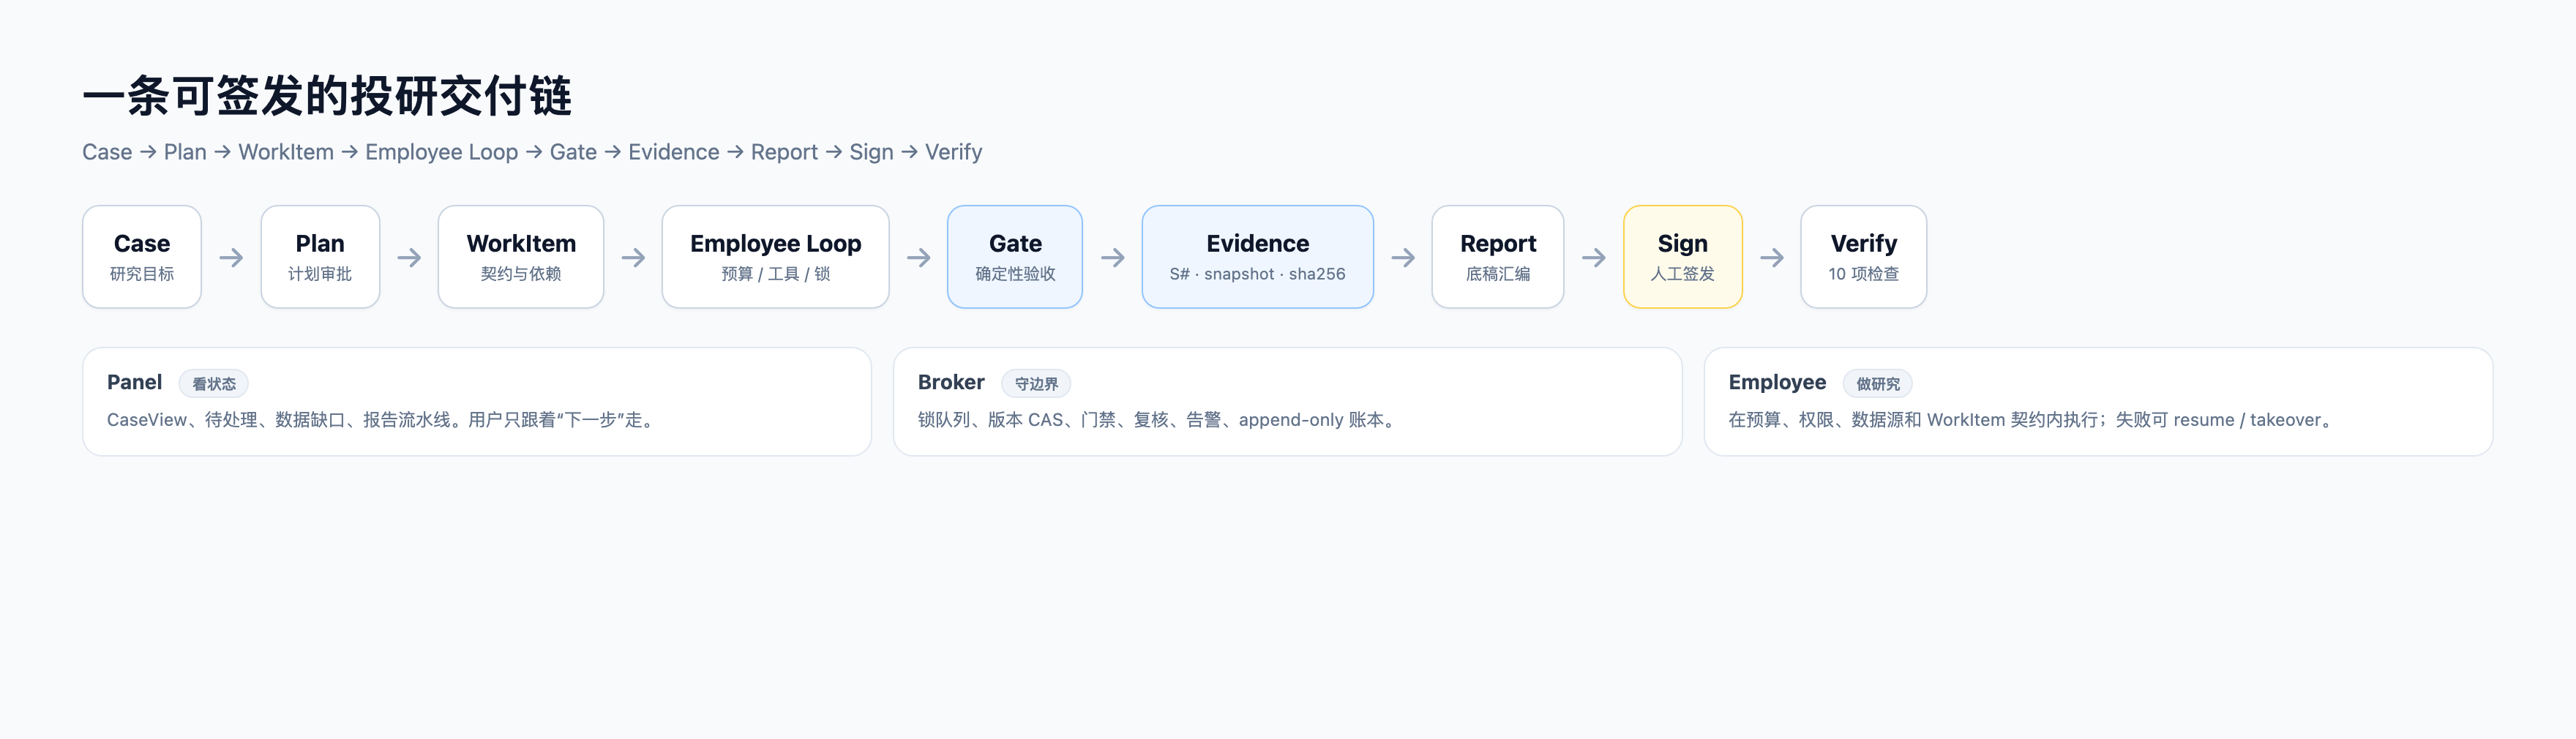 一条可签发的投研交付链
Case → Plan → WorkItem → Employee Loop → Gate → Evidence → Report → Sign → Verify
Case → Plan → WorkItem → Employee Loop → Gate → Evidence → Report → Sign → Verify
研究目标 计划审批 契约与依赖 预算 / 工具 / 锁 确定性验收 S# · snapshot · sha256 底稿汇编 人工签发 10 项检查
Panel 看状态
CaseView、待处理、数据缺口、报告流水线。用户只跟着“下一步”走。
Broker 守边界
锁队列、版本 CAS、门禁、复核、告警、append-only 账本。
Employee 做研究
在预算、权限、数据源和 WorkItem 契约内执行；失败可 resume / takeover。